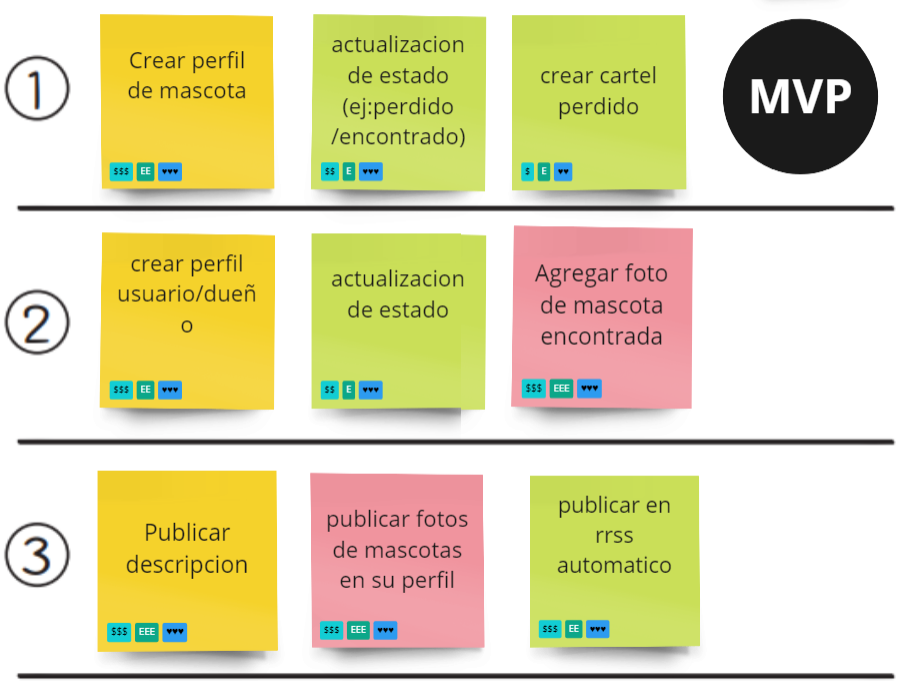 1
Crear perfil
de mascota
$$$ EE ♥♥♥
actualizacion
de estado
(ej:perdido
/encontrado)
$$ E ♥♥♥
crear cartel
perdido
$ E ♥♥
MVP
2
crear perfil
usuario/dueñ
o
$$$ EE ♥♥♥
actualizacion
de estado
$$ E ♥♥♥
Agregar foto
de mascota
encontrada
$$$ EEE ♥♥♥
3
Publicar
descripcion
$$$ EEE ♥♥♥
publicar fotos
de mascotas
en su perfil
$$$ EEE ♥♥♥
publicar en
rrss
automatico
$$$ EE ♥♥♥